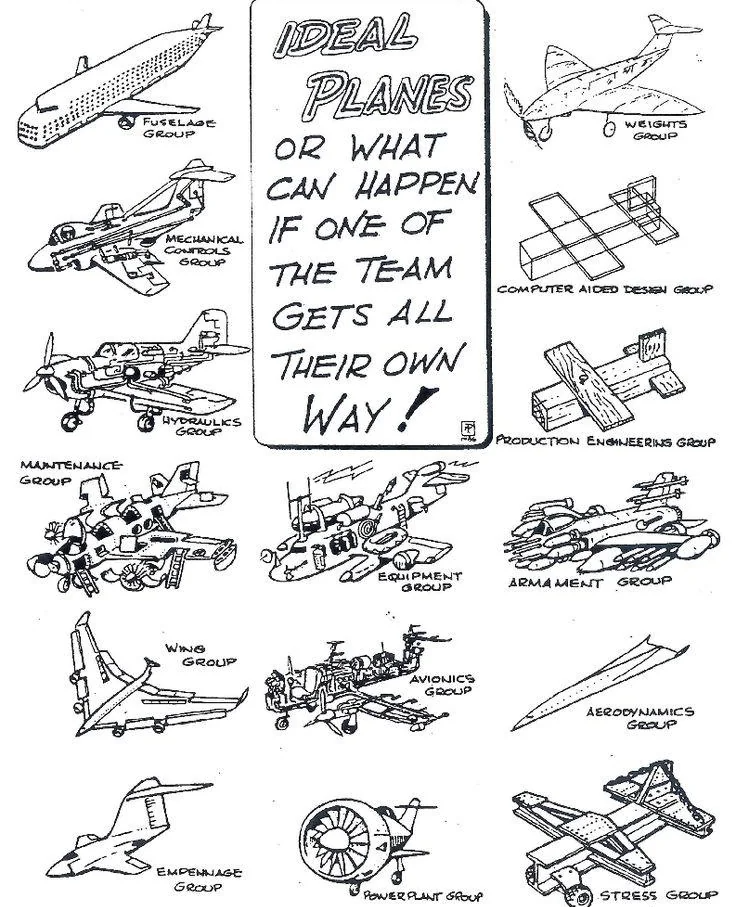 IDEAL
PLANES
OR WHAT
CAN HAPPEN
IF ONE OF
THE TEAM
GETS ALL
THEIR OWN
WAY!
FUSELAGE
GROUP
WEIGHTS
GROUP
MECHANICAL
CONTROLS
GROUP
COMPUTER AIDED DESIGN GROUP
HYDRAULICS
GROUP
PRODUCTION ENGINEERING GROUP
MAINTENANCE
GROUP
EQUIPMENT
GROUP
ARMAMENT GROUP
WING
GROUP
AVIONICS
GROUP
AERODYNAMICS
GROUP
EMPENNAGE
GROUP
POWERPLANT GROUP
STRESS GROUP